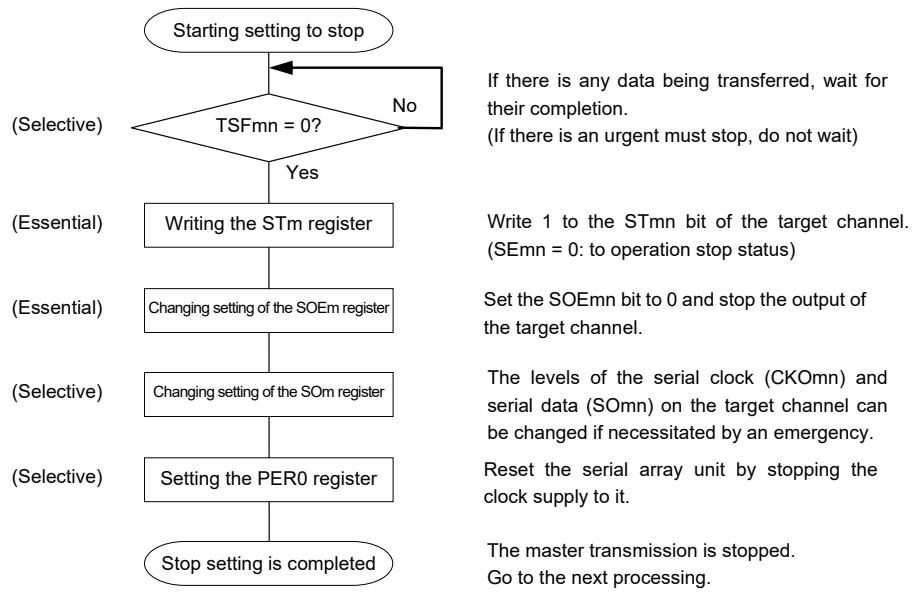 Starting setting to stop
No
(Selective)
TSFmn = 0?
If there is any data being transferred, wait for
their completion.
(If there is an urgent must stop, do not wait)
Yes
(Essential)
Writing the STm register
Write 1 to the STmn bit of the target channel.
(SEmn = 0: to operation stop status)
(Essential)
Changing setting of the SOEm register
Set the SOEmn bit to 0 and stop the output of
the target channel.
(Selective)
Changing setting of the SOm register
The levels of the serial clock (CKOmn) and
serial data (SOmn) on the target channel can
be changed if necessitated by an emergency.
(Selective)
Setting the PER0 register
Reset the serial array unit by stopping the
clock supply to it.
Stop setting is completed
The master transmission is stopped.
Go to the next processing.